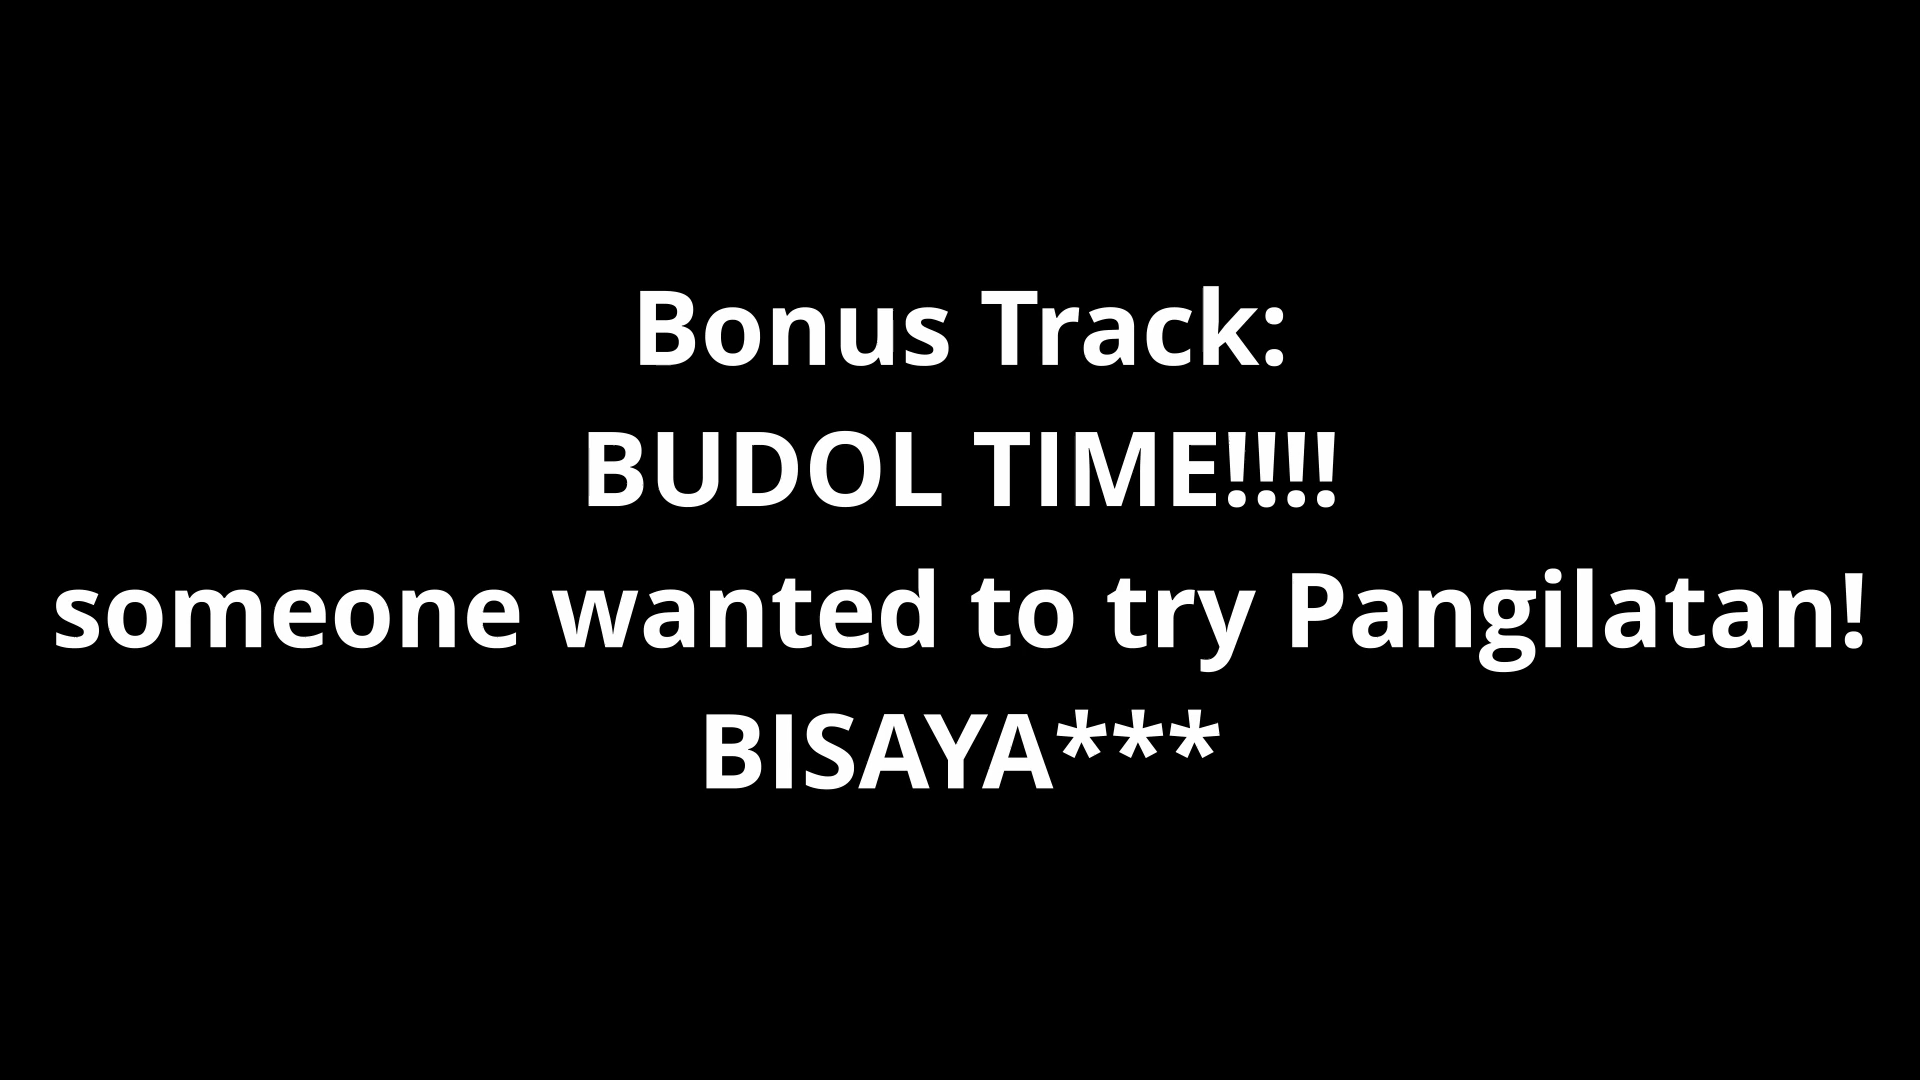 Bonus Track:
BUDOL TIME!!!!
someone wanted to try Pangilatan!
BISAYA***